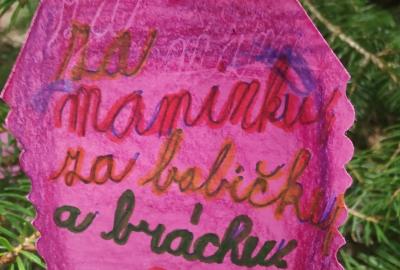 za
maminku,
za babičku
a bráchu.